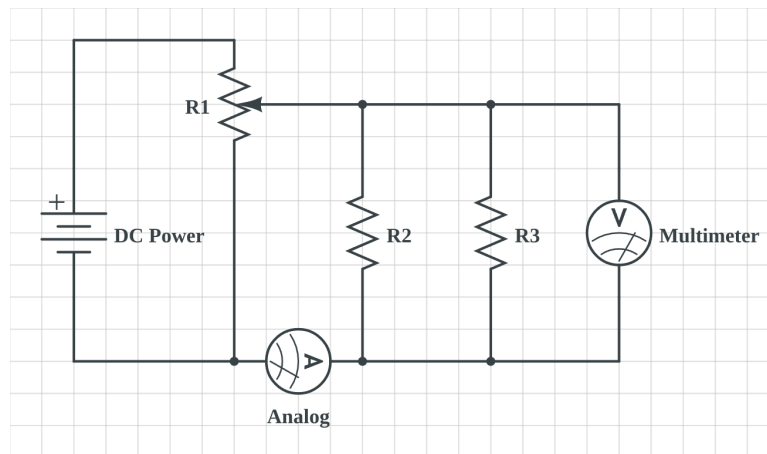 R1
+
DC Power
R2
R3
V
Multimeter
A
Analog